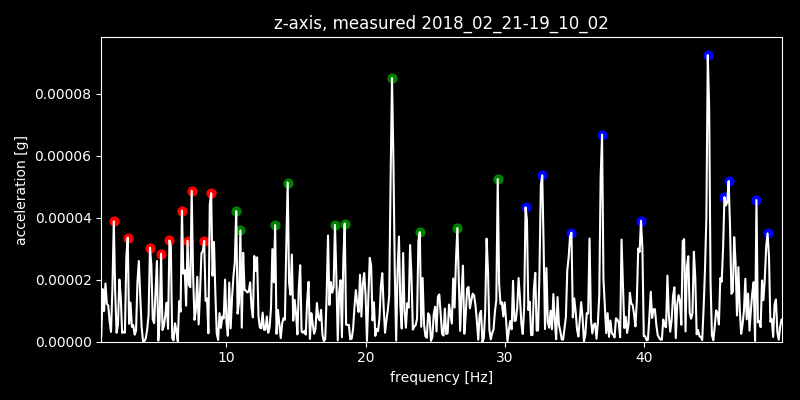 z-axis, measured 2018_02_21-19_10_02
acceleration [g]
0.00008
0.00006
0.00004
0.00002
0.00000
10 20 30 40
frequency [Hz]